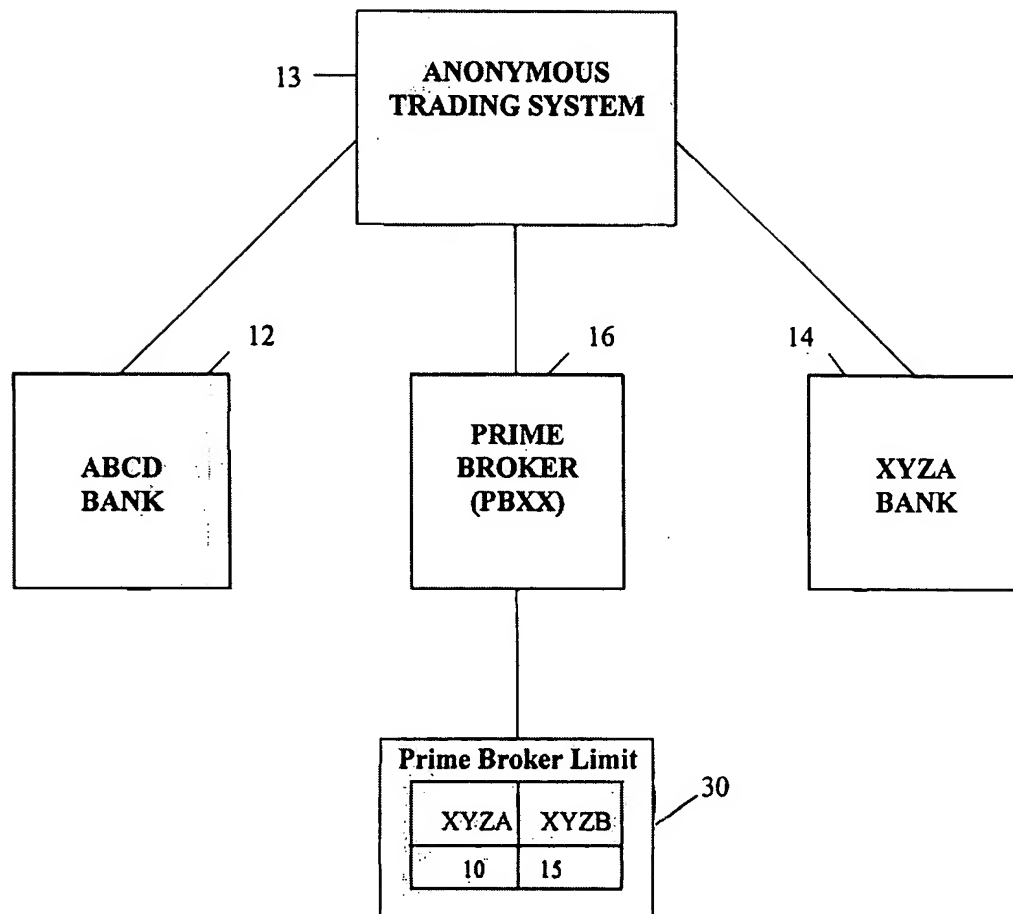 13
ANONYMOUS
TRADING SYSTEM
12
16
14
ABCD
BANK
PRIME
BROKER
(PBXX)
XYZA
BANK
Prime Broker Limit
30
XYZA XYZB
10 15